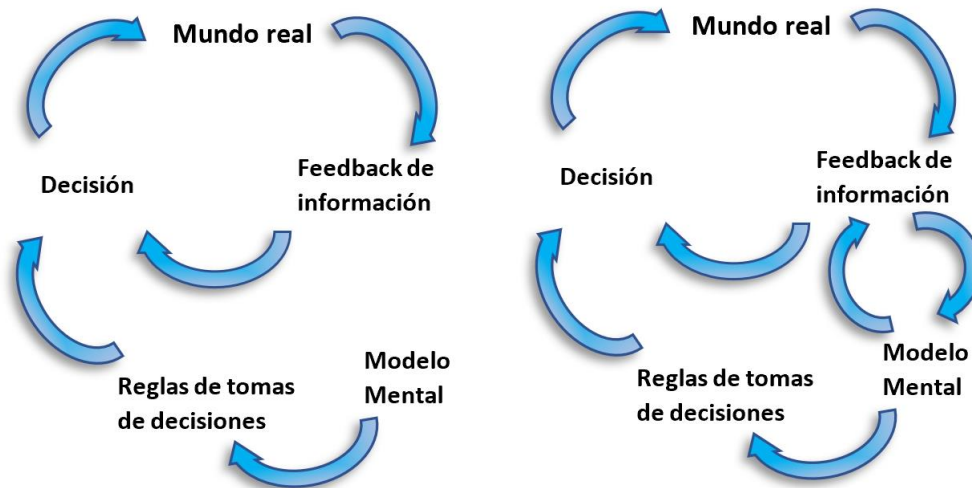 Mundo real
Decisión
Feedback de
información
Reglas de tomas
de decisiones
Modelo
Mental
Mundo real
Decisión
Feedback de
información
Reglas de tomas
de decisiones
Modelo
Mental